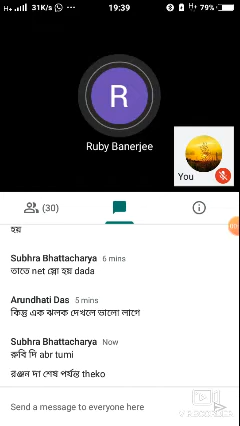 H+ 31K/s ... 19:39 H+ 79%
R
Ruby Banerjee
You
(30)
হয়
Subhra Bhattacharya 6 mins
তাতে net স্লো হয় dada
Arundhati Das 5 mins
কিন্তু এক ঝলক দেখলে ভালো লাগে
Subhra Bhattacharya Now
রুবি দি abr tumi
রঞ্জন দা শেষ পর্যন্ত theko
Send a message to everyone here
V RECORDER